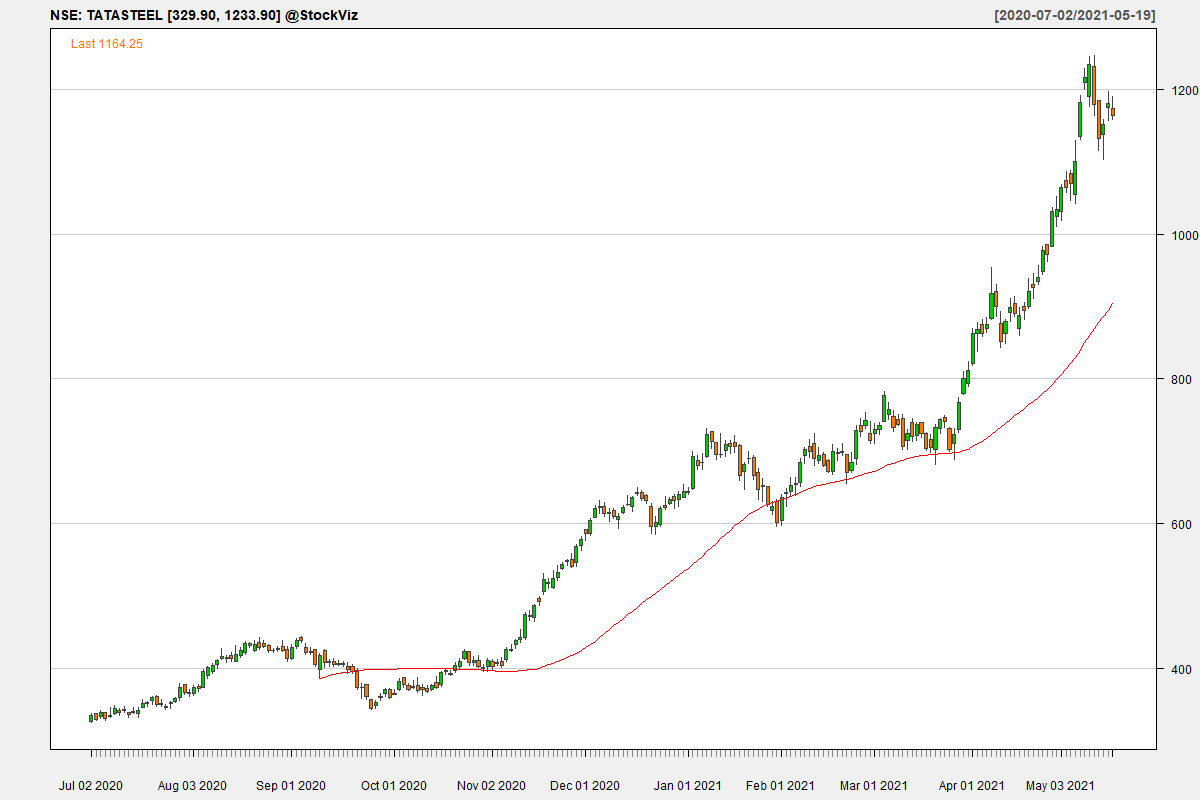 NSE: TATASTEEL [329.90, 1233.90] @StockViz [2020-07-02/2021-05-19]
Last 1164.25
1200
1000
800
600
400
Jul 02 2020 Aug 03 2020 Sep 01 2020 Oct 01 2020 Nov 02 2020 Dec 01 2020 Jan 01 2021 Feb 01 2021 Mar 01 2021 Apr 01 2021 May 03 2021